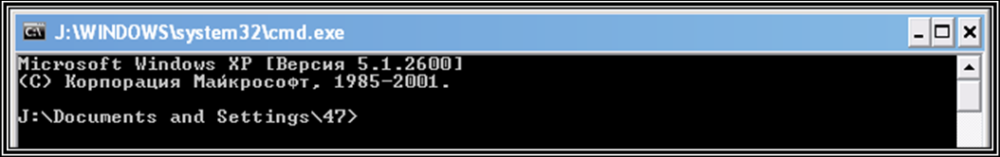 J:\WINDOWS\system32\cmd.exe
Microsoft Windows XP [Версия 5.1.2600]
(C) Корпорация Майкрософт, 1985-2001.
J:\Documents and Settings\47>